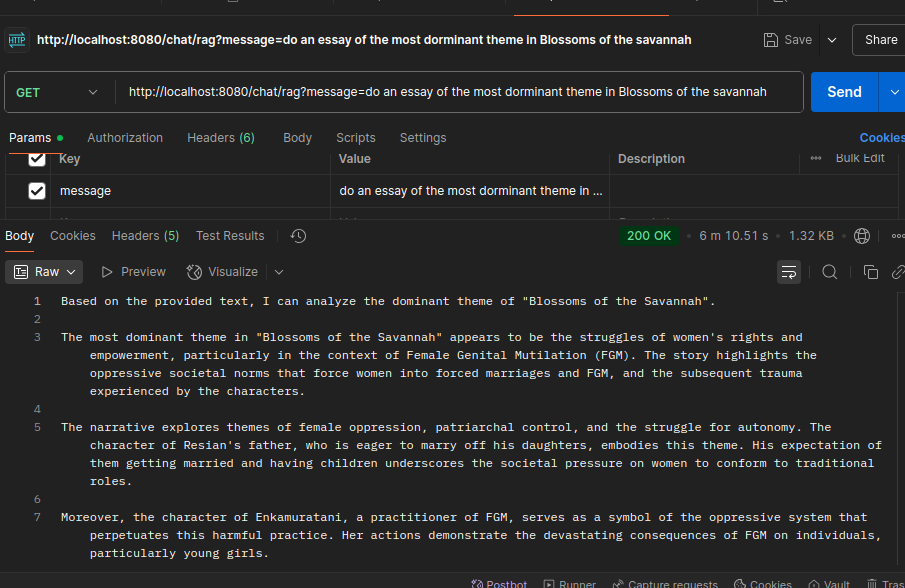 HTTP http://localhost:8080/chat/rag?message=do an essay of the most dorminant theme in Blossoms of the savannah Save Share
GET http://localhost:8080/chat/rag?message=do an essay of the most dorminant theme in Blossoms of the savannah Send
Params Authorization Headers (6) Body Scripts Settings Cookies
Key Value Description Bulk Edit
message do an essay of the most dorminant theme in ...
Body Cookies Headers (5) Test Results 200 OK 6 m 10.51 s 1.32 KB
Raw Preview Visualize
1 Based on the provided text, I can analyze the dominant theme of "Blossoms of the Savannah".
2
3 The most dominant theme in "Blossoms of the Savannah" appears to be the struggles of women's rights and
empowerment, particularly in the context of Female Genital Mutilation (FGM). The story highlights the
oppressive societal norms that force women into forced marriages and FGM, and the subsequent trauma
experienced by the characters.
4
5 The narrative explores themes of female oppression, patriarchal control, and the struggle for autonomy. The
character of Resian's father, who is eager to marry off his daughters, embodies this theme. His expectation of
them getting married and having children underscores the societal pressure on women to conform to traditional
roles.
6
7 Moreover, the character of Enkamuratani, a practitioner of FGM, serves as a symbol of the oppressive system that
perpetuates this harmful practice. Her actions demonstrate the devastating consequences of FGM on individuals,
particularly young girls.
Postbot Runner Capture requests Cookies Vault Tras